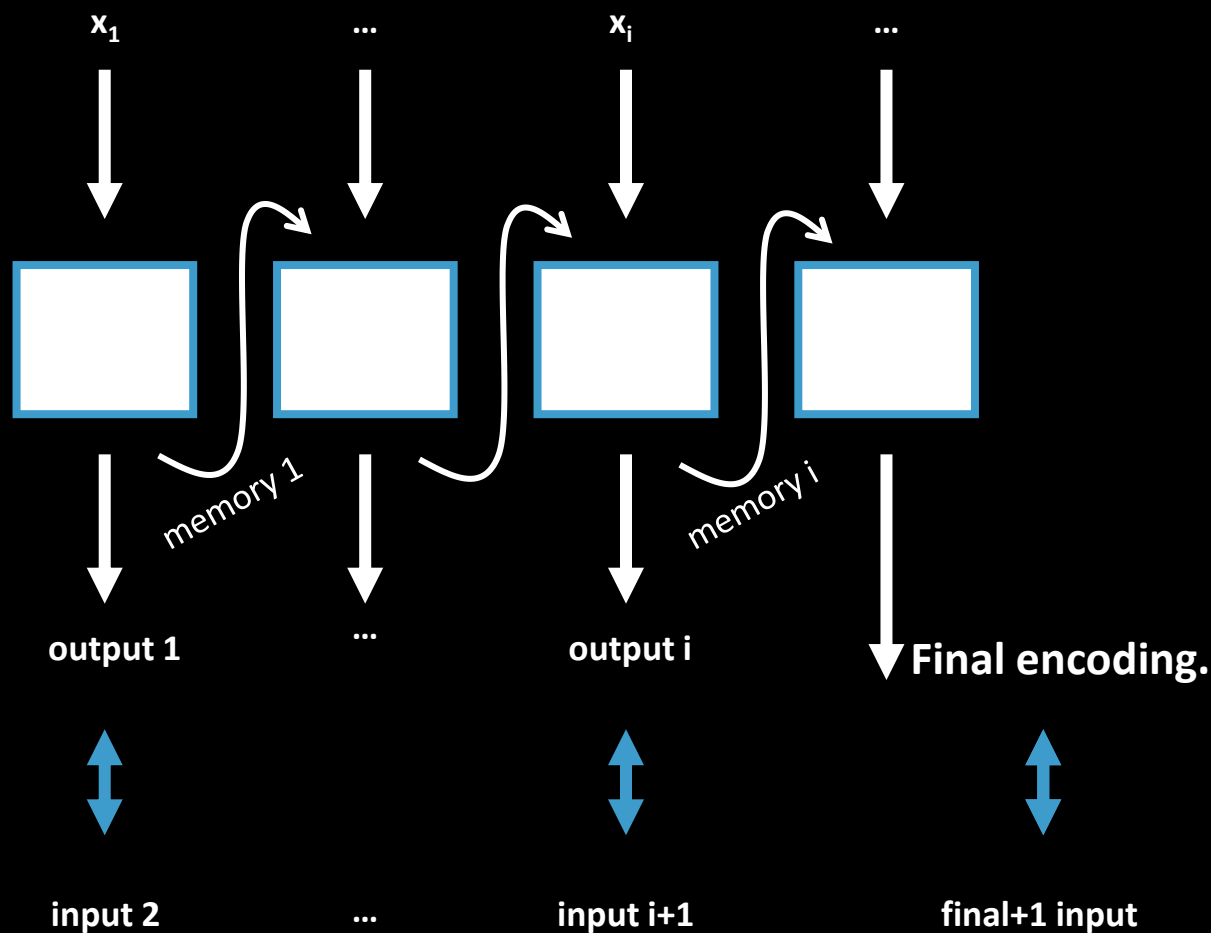 x₁ ... xᵢ ...
memory 1 memory i
output 1 ... output i Final encoding.
input 2 ... input i+1 final+1 input